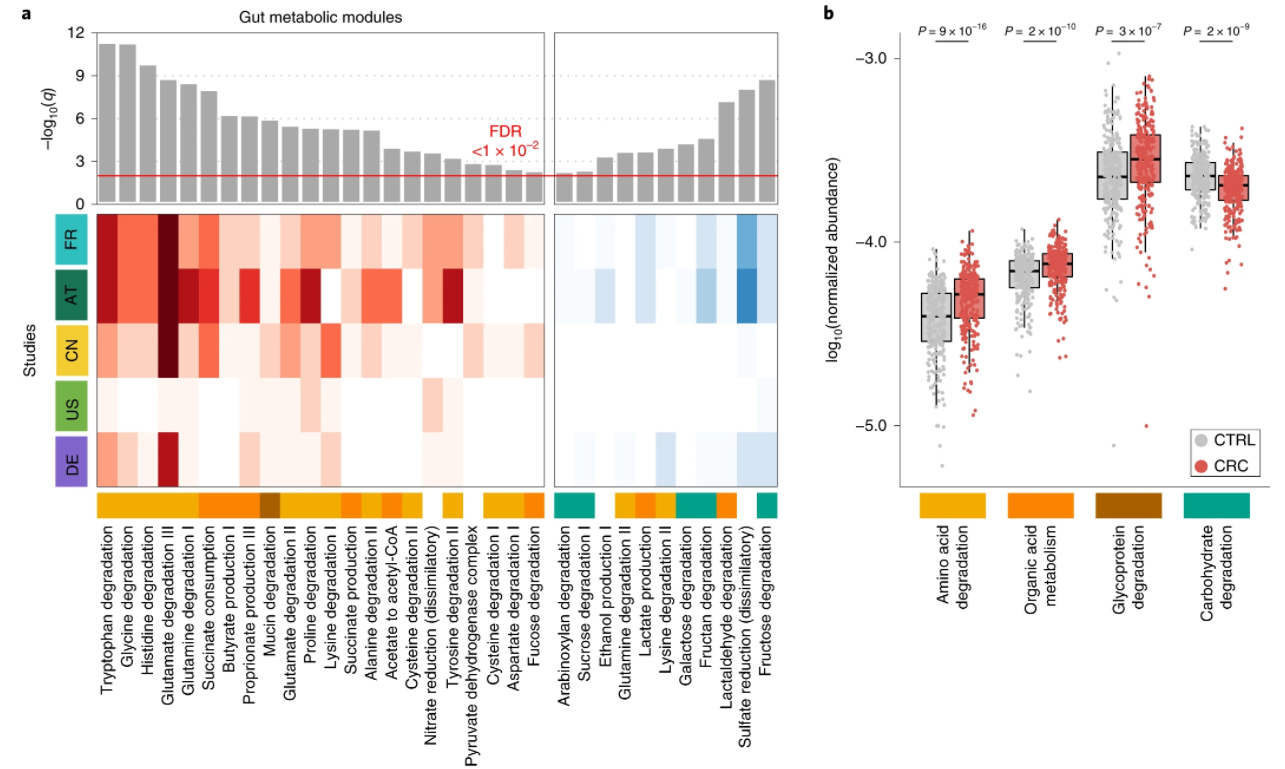 a
Gut metabolic modules
−log10(q)
12
9
6
3
0
FDR
<1 × 10−2
Studies
FR
AT
CN
US
DE
Tryptophan degradation
Glycine degradation
Histidine degradation
Glutamate degradation III
Glutamine degradation I
Succinate consumption
Butyrate production I
Proprionate production III
Mucin degradation
Glutamate degradation II
Proline degradation
Lysine degradation I
Succinate production
Alanine degradation II
Acetate to acetyl-CoA
Cysteine degradation II
Nitrate reduction (dissimilatory)
Tyrosine degradation II
Pyruvate dehydrogenase complex
Cysteine degradation I
Aspartate degradation I
Fucose degradation
Arabinoxylan degradation
Sucrose degradation I
Ethanol production I
Glutamine degradation II
Lactate production
Lysine degradation II
Galactose degradation
Fructan degradation
Lactaldehyde degradation
Sulfate reduction (dissimilatory)
Fructose degradation
b
P = 9 × 10−16
P = 2 × 10−10
P = 3 × 10−7
P = 2 × 10−9
log10(normalized abundance)
−3.0
−4.0
−5.0
CTRL
CRC
Amino acid
degradation
Organic acid
metabolism
Glycoprotein
degradation
Carbohydrate
degradation